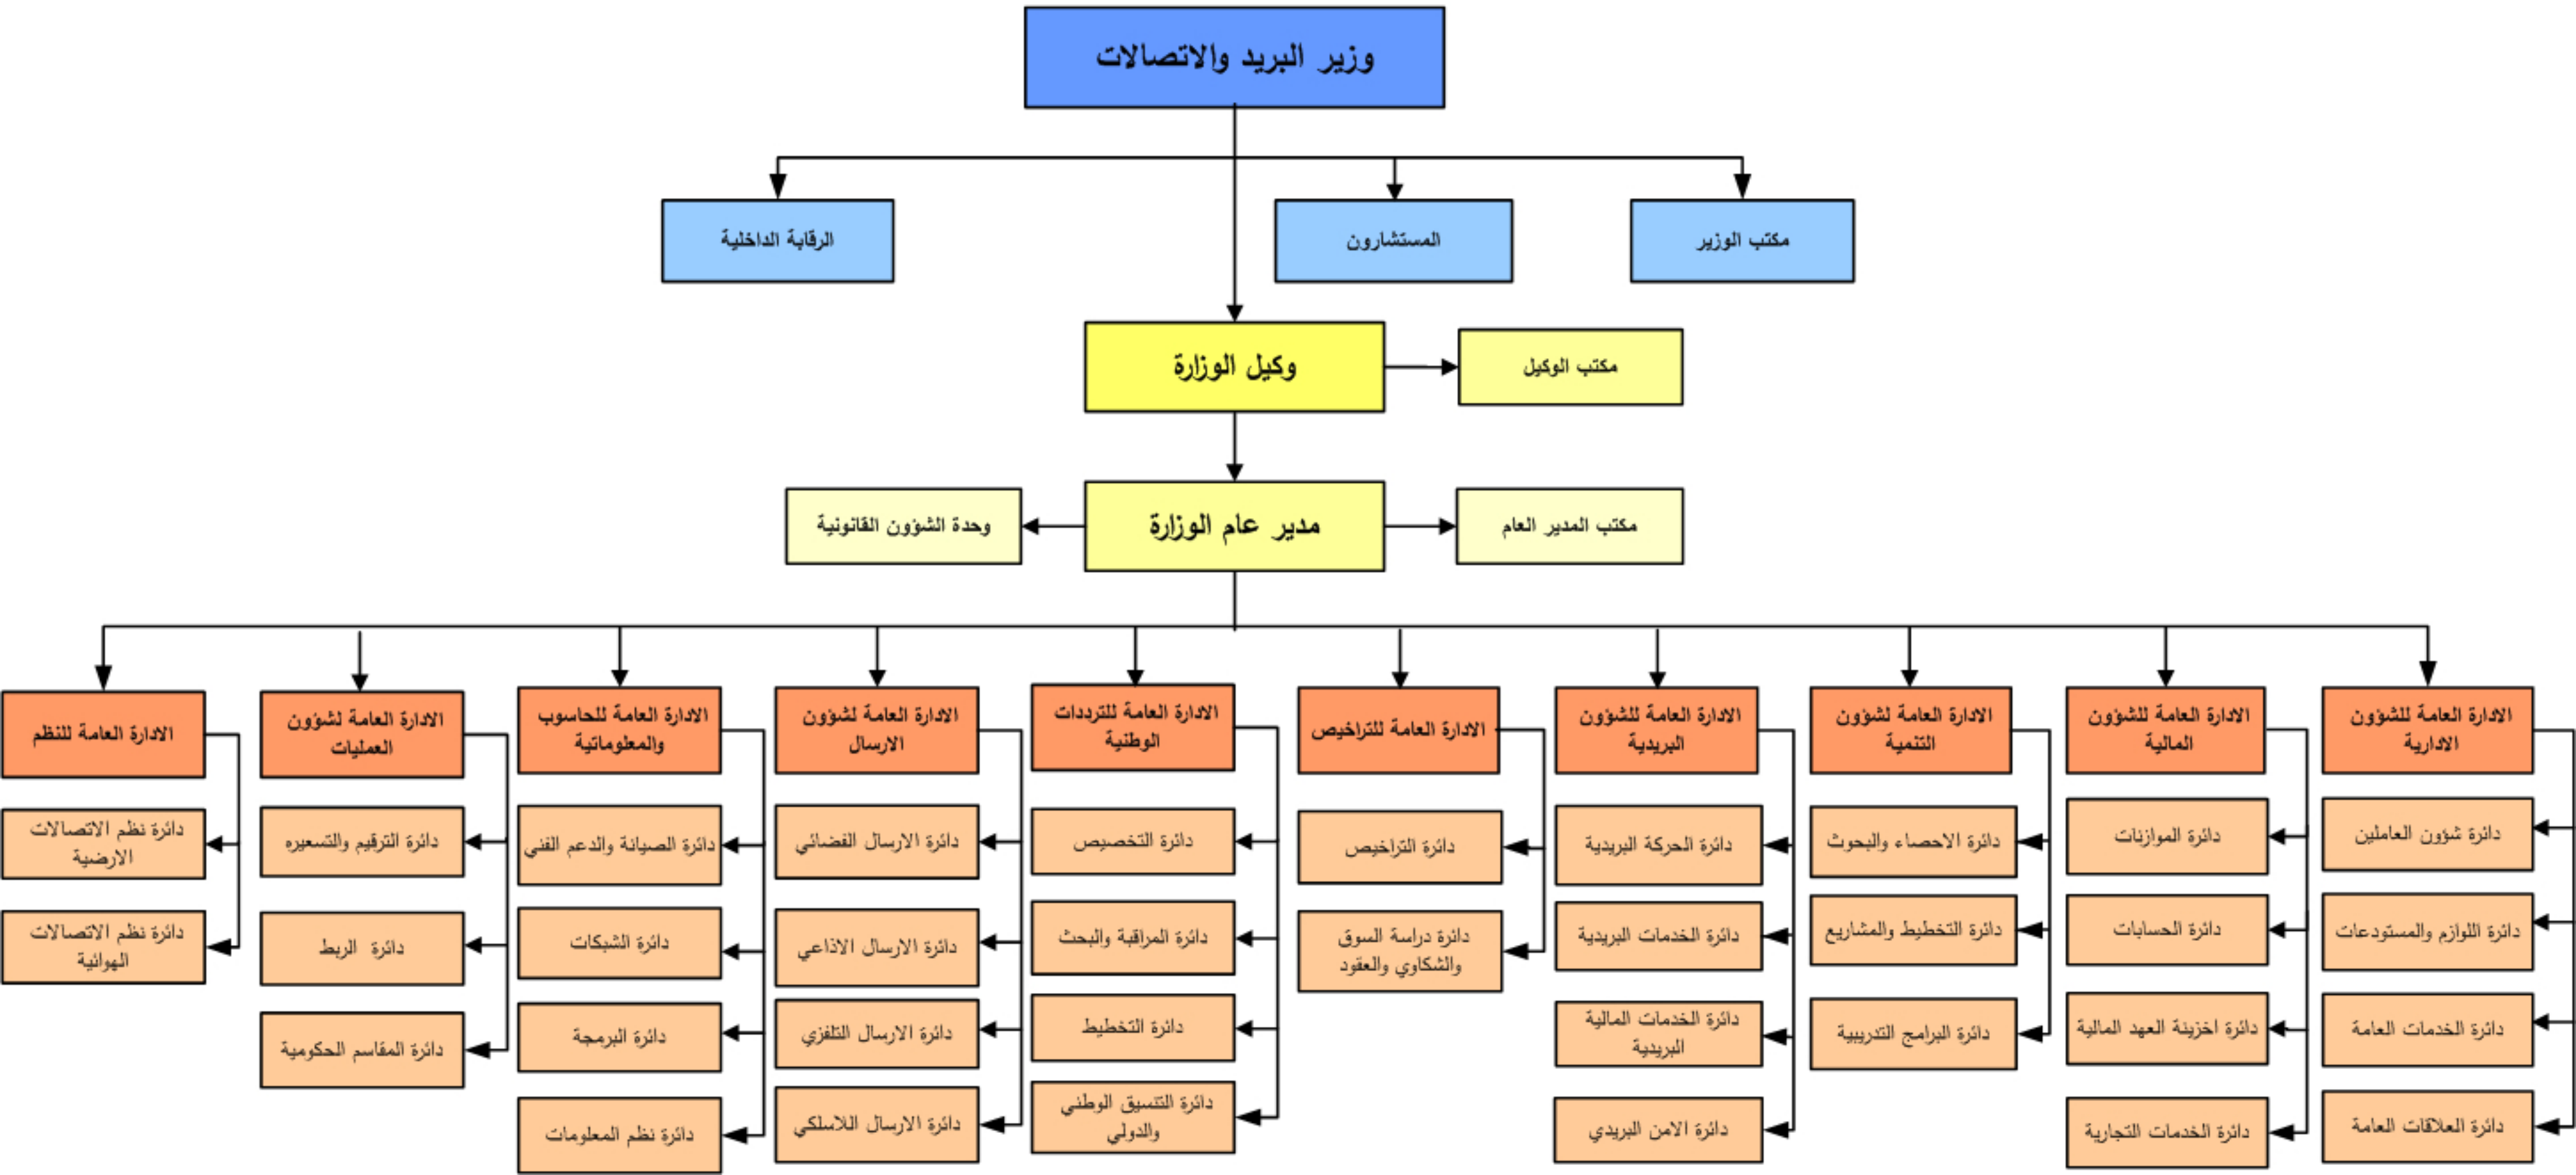 وزير البريد والاتصالات
مكتب الوزير
المستشارون
الرقابة الداخلية
وكيل الوزارة
مكتب الوكيل
مكتب المدير العام
مدير عام الوزارة
وحدة الشؤون القانونية
الادارة العامة للشؤون
الادارية
دائرة شؤون العاملين
دائرة اللوازم والمستودعات
دائرة الخدمات العامة
دائرة العلاقات العامة
الادارة العامة للشؤون
المالية
دائرة الموازنات
دائرة الحسابات
دائرة اخزينة العهد المالية
دائرة الخدمات التجارية
الادارة العامة لشؤون
التنمية
دائرة الاحصاء والبحوث
دائرة التخطيط والمشاريع
دائرة البرامج التدريبية
الادارة العامة للشؤون
البريدية
دائرة الحركة البريدية
دائرة الخدمات البريدية
دائرة الخدمات المالية
البريدية
دائرة الامن البريدي
الادارة العامة للتراخيص
دائرة التراخيص
دائرة دراسة السوق
والشكاوي والعقود
الادارة العامة للترددات
الوطنية
دائرة التخصيص
دائرة المراقبة والبحث
دائرة التخطيط
دائرة التنسيق الوطني
والدولي
الادارة العامة لشؤون
الارسال
دائرة الارسال الفضائي
دائرة الارسال الاذاعي
دائرة الارسال التلفزي
دائرة الارسال اللاسلكي
الادارة العامة للحاسوب
والمعلوماتية
دائرة الصيانة والدعم الفني
دائرة الشبكات
دائرة البرمجة
دائرة نظم المعلومات
الادارة العامة لشؤون
العمليات
دائرة الترقيم والتسعيره
دائرة الربط
دائرة المقاسم الحكومية
الادارة العامة للنظم
دائرة نظم الاتصالات
الارضية
دائرة نظم الاتصالات
الهوائية